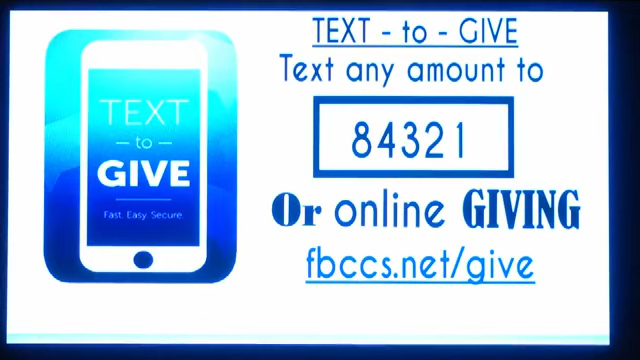 TEXT
– to –
GIVE
Fast. Easy. Secure.
TEXT - to - GIVE
Text any amount to
84321
Or online GIVING
fbccs.net/give